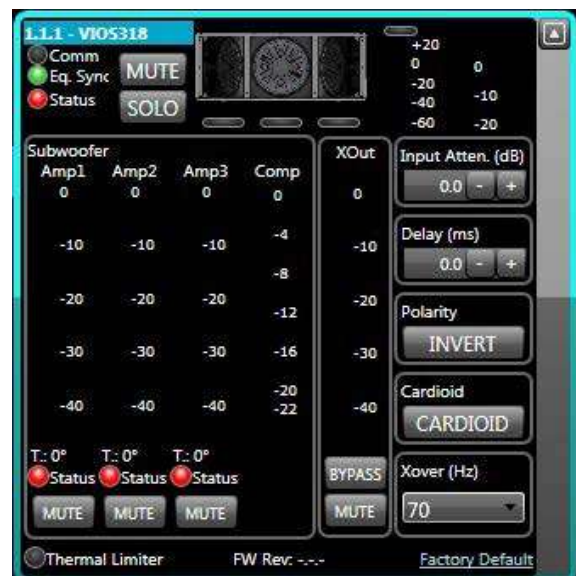 1.1.1 - VIOS318
Comm
Eq. Sync
Status
MUTE
SOLO
+20
0
-20
-40
-60
0
-10
-20
Subwoofer
Amp1 Amp2 Amp3 Comp
0 0 0 0
-10 -10 -10 -4
-8
-20 -20 -20 -12
-30 -30 -30 -16
-40 -40 -40 -20
-22
T.: 0° T.: 0° T.: 0°
Status Status Status
MUTE MUTE MUTE
XOut
0
-10
-20
-30
-40
BYPASS
MUTE
Input Atten. (dB)
0.0 - +
Delay (ms)
0.0 - +
Polarity
INVERT
Cardioid
CARDIOID
Xover (Hz)
70
Thermal Limiter FW Rev: -.-.- Factory Default